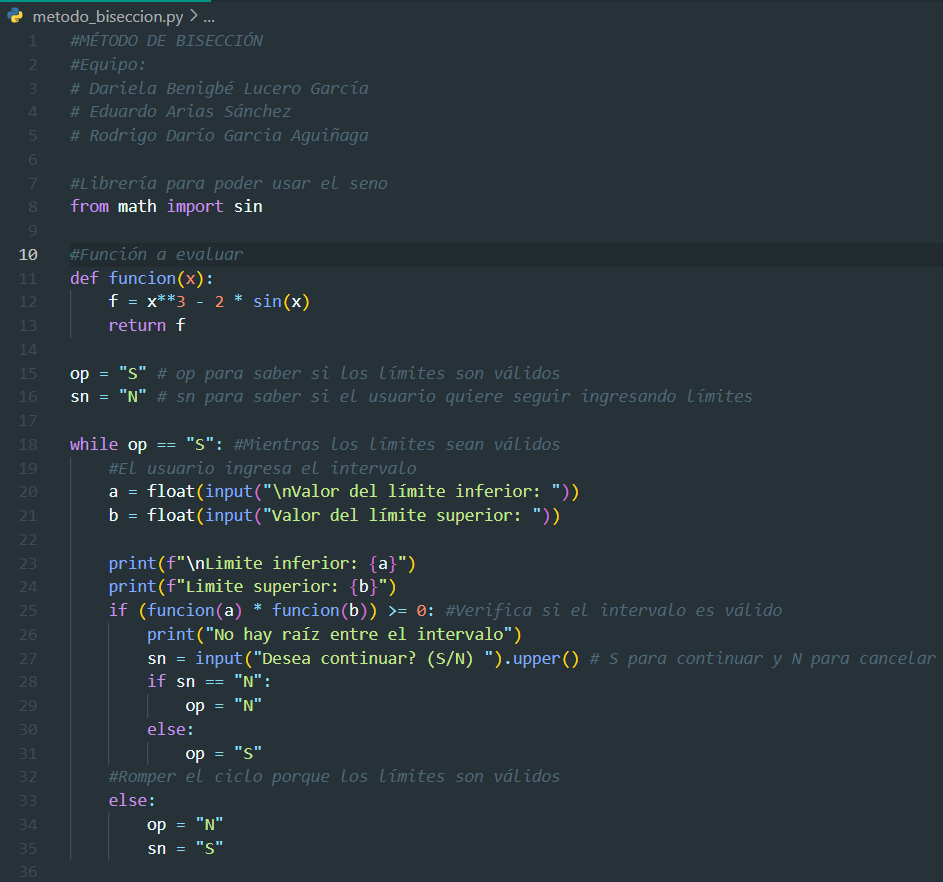 metodo_biseccion.py > ...
1 #MÉTODO DE BISECCIÓN
2 #Equipo:
3 # Dariela Benigbé Lucero García
4 # Eduardo Arias Sánchez
5 # Rodrigo Darío Garcia Aguiñaga
6
7 #Librería para poder usar el seno
8 from math import sin
9
10 #Función a evaluar
11 def funcion(x):
12     f = x**3 - 2 * sin(x)
13     return f
14
15 op = "S" # op para saber si los límites son válidos
16 sn = "N" # sn para saber si el usuario quiere seguir ingresando límites
17
18 while op == "S": #Mientras los límites sean válidos
19     #El usuario ingresa el intervalo
20     a = float(input("\nValor del límite inferior: "))
21     b = float(input("Valor del límite superior: "))
22
23     print(f"\nLimite inferior: {a}")
24     print(f"Limite superior: {b}")
25     if (funcion(a) * funcion(b)) >= 0: #Verifica si el intervalo es válido
26         print("No hay raíz entre el intervalo")
27         sn = input("Desea continuar? (S/N) ").upper() # S para continuar y N para cancelar
28         if sn == "N":
29             op = "N"
30         else:
31             op = "S"
32     #Romper el ciclo porque los límites son válidos
33     else:
34         op = "N"
35         sn = "S"
36